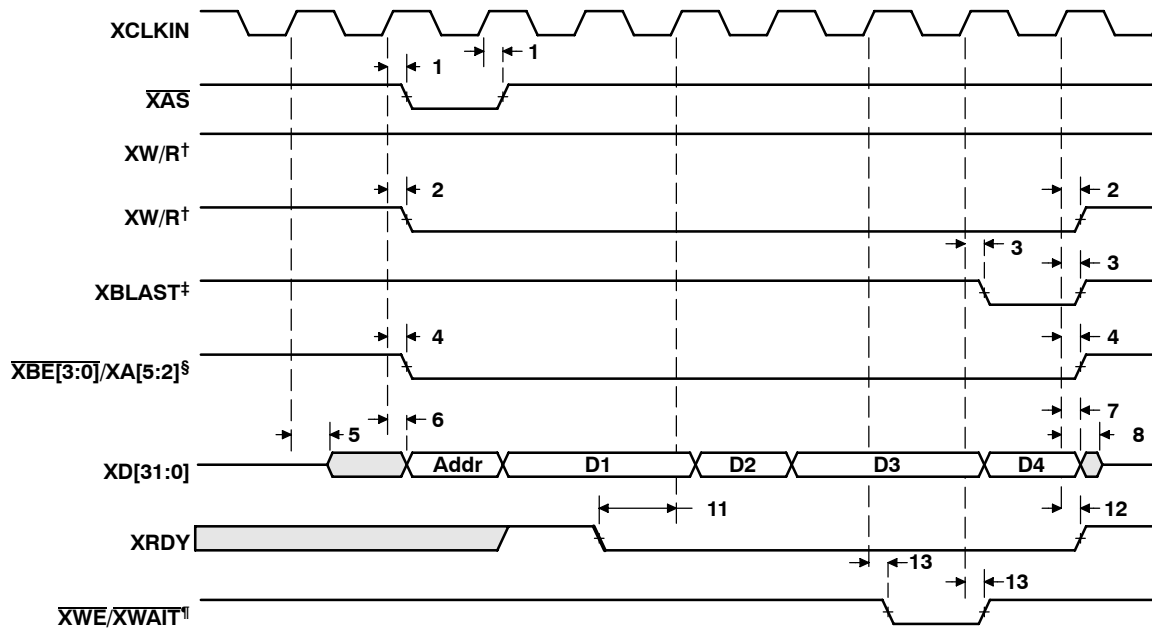 XCLKIN
1
1
XAS
XW/R†
2
2
XW/R†
3
3
XBLAST‡
4
4
XBE[3:0]/XA[5:2]§
6
7
5
8
XD[31:0]
Addr
D1
D2
D3
D4
11
12
XRDY
13
13
XWE/XWAIT¶